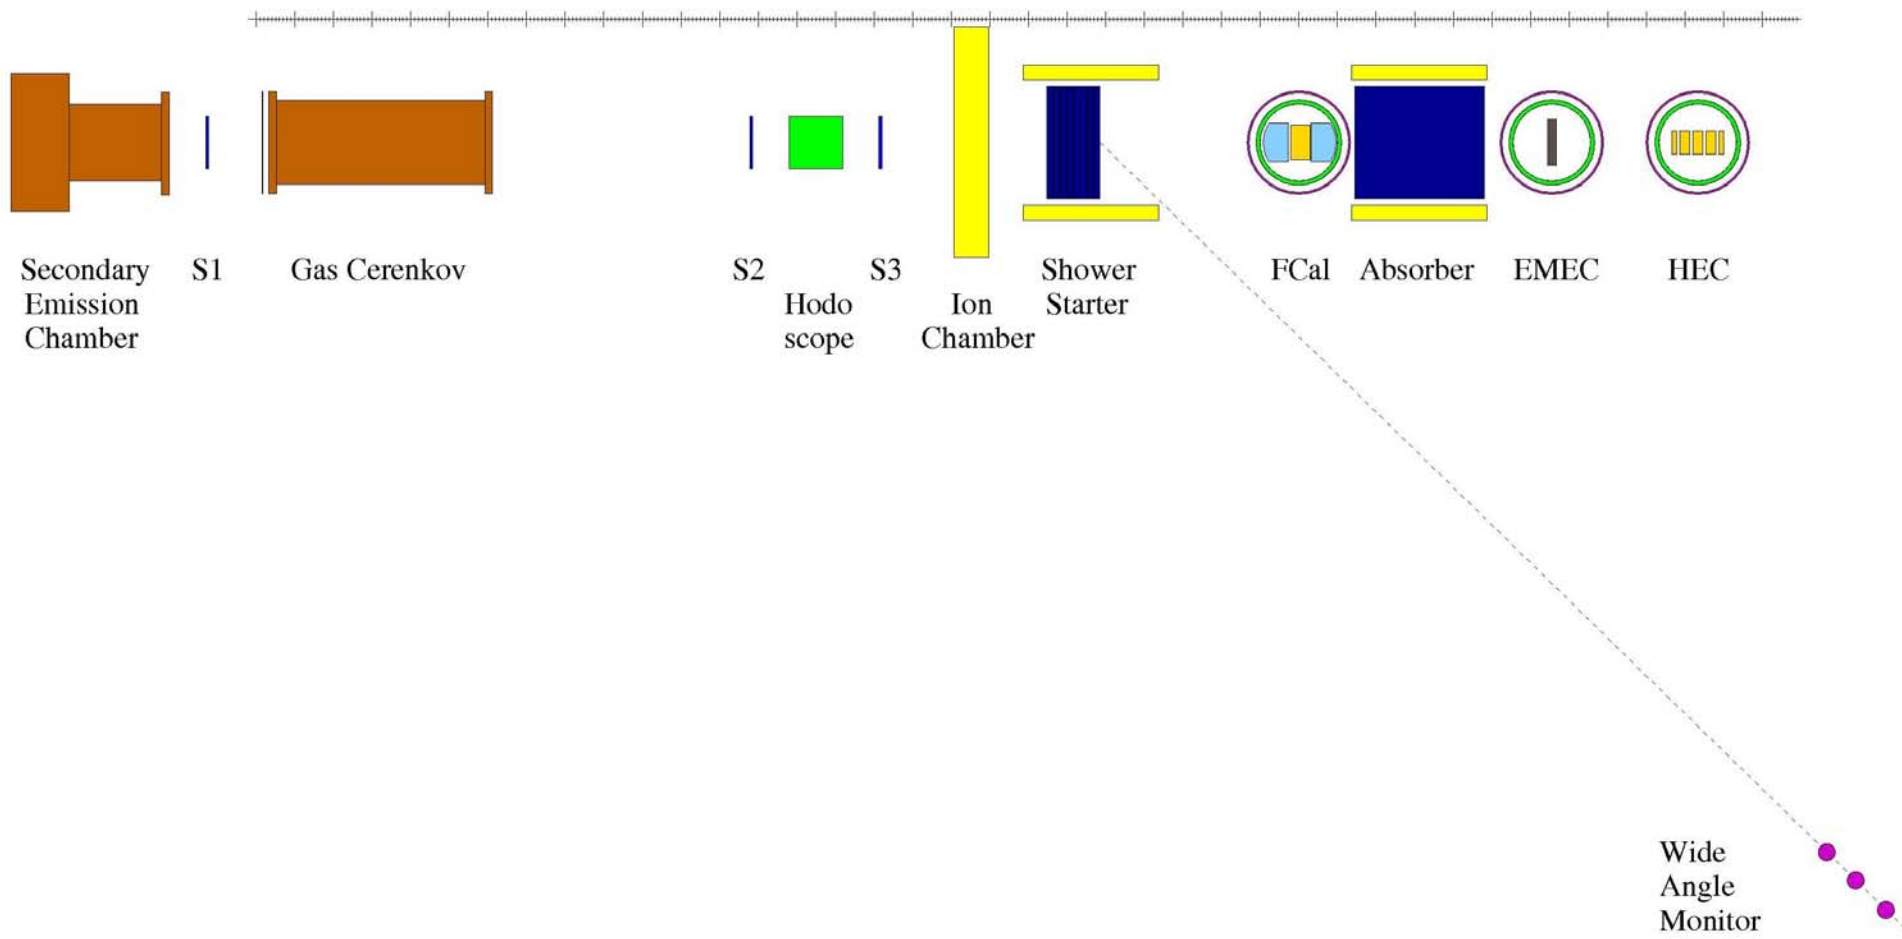 Secondary
Emission
Chamber
S1
Gas Cerenkov
S2
Hodo
scope
S3
Ion
Chamber
Shower
Starter
FCal
Absorber
EMEC
HEC
Wide
Angle
Monitor